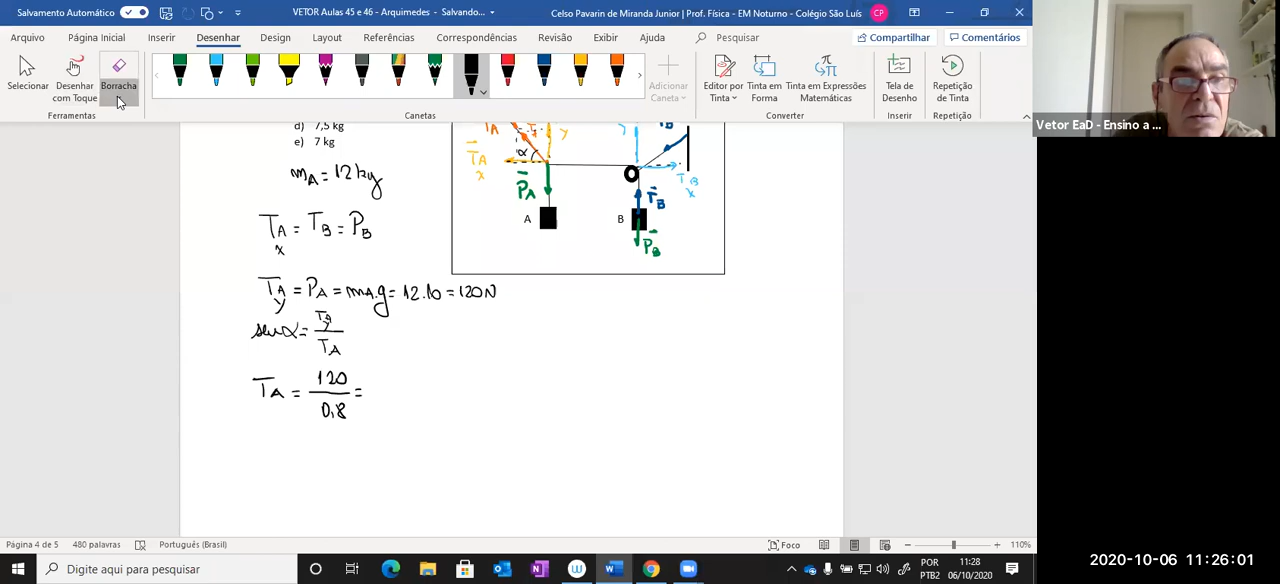 Salvamento Automático VETOR Aulas 45 e 46 - Arquimedes - Salvando... Celso Pavarin de Miranda Junior | Prof. Física - EM Noturno - Colégio São Luís CP
Arquivo Página Inicial Inserir Desenhar Design Layout Referências Correspondências Revisão Exibir Ajuda Pesquisar Compartilhar Comentários
Selecionar
Desenhar com Toque
Borracha
Adicionar Caneta
Editor por Tinta
Tinta em Forma
Tinta em Expressões Matemáticas
Tela de Desenho
Repetição de Tinta
Ferramentas Canetas Converter Inserir Repetição
Vetor EaD - Ensino a ...
d) 7,5 kg
e) 7 kg
mA = 12 kg
TAx = TB = PB
TAy = PA = mA.g = 12.10 = 120N
sen α = TAy / TA
TA = 120 / 0,8 =
TA y y B
α
TA x
TB x
PA
TB
A B
PB
Página 4 de 5 480 palavras Português (Brasil) Foco 110%
Digite aqui para pesquisar
POR PTB2
11:28 06/10/2020
2020-10-06 11:26:01